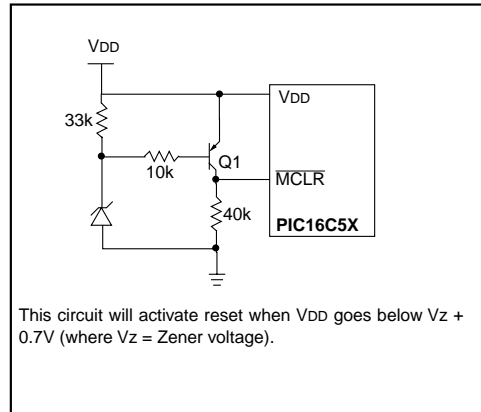 VDD
VDD
33k
Q1
10k
MCLR
40k
PIC16C5X
This circuit will activate reset when VDD goes below Vz +
0.7V (where Vz = Zener voltage).